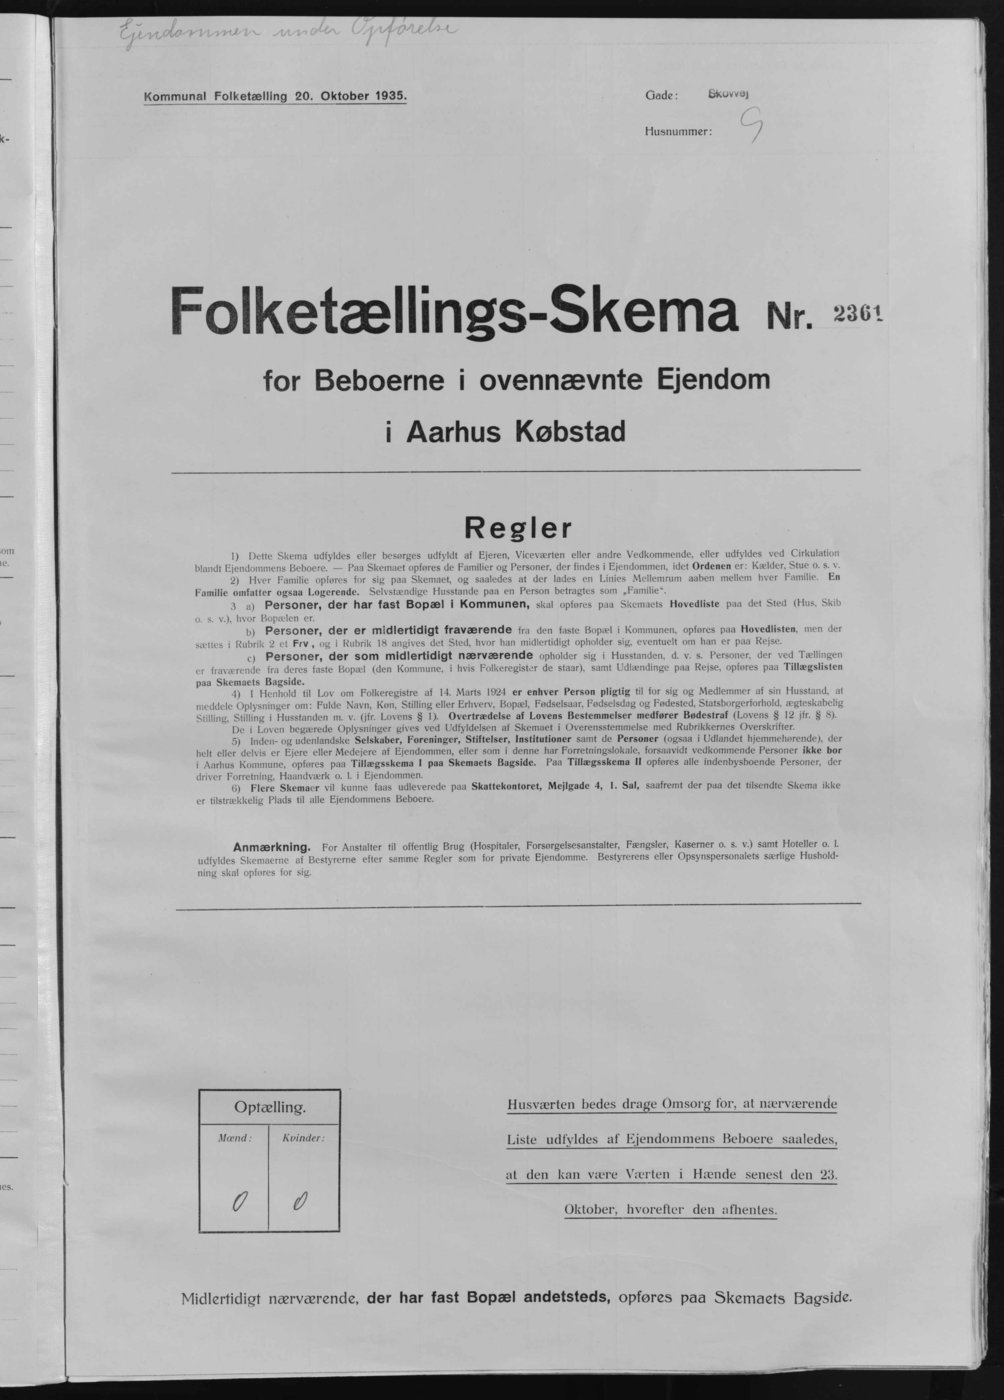 Ejendommen under Opførelse
Kommunal Folketælling 20. Oktober 1935.
Gade: Skovvej
Husnummer: 9
Folketællings-Skema Nr. 2361
for Beboerne i ovennævnte Ejendom
i Aarhus Købstad
Regler
1) Dette Skema udfyldes eller besørges udfyldt af Ejeren, Viceværten eller andre Vedkommende, eller udfyldes ved Cirkulation
blandt Ejendommens Beboere. — Paa Skemaet opføres de Familier og Personer, der findes i Ejendommen, idet Ordenen er: Kælder, Stue o. s. v.
2) Hver Familie opføres for sig paa Skemaet, og saaledes at der lades en Linies Mellemrum aaben mellem hver Familie. En
Familie omfatter ogsaa Logerende. Selvstændige Husstande paa en Person betragtes som „Familie“.
3 a) Personer, der har fast Bopæl i Kommunen, skal opføres paa Skemaets Hovedliste paa det Sted (Hus, Skib
o. s. v.), hvor Bopælen er.
b) Personer, der er midlertidigt fraværende fra den faste Bopæl i Kommunen, opføres paa Hovedlisten, men der
sættes i Rubrik 2 et Frv, og i Rubrik 18 angives det Sted, hvor han midlertidigt opholder sig, eventuelt om han er paa Rejse.
c) Personer, der som midlertidigt nærværende opholder sig i Husstanden, d. v. s. Personer, der ved Tællingen
er fraværende fra deres faste Bopæl (den Kommune, i hvis Folkeregister de staar), samt Udlændinge paa Rejse, opføres paa Tillægslisten
paa Skemaets Bagside.
4) I Henhold til Lov om Folkeregistre af 14. Marts 1924 er enhver Person pligtig til for sig og Medlemmer af sin Husstand, at
meddele Oplysninger om: Fulde Navn, Køn, Stilling eller Erhverv, Bopæl, Fødselsaar, Fødselsdag og Fødested, Statsborgerforhold, ægteskabelig
Stilling, Stilling i Husstanden m. v. (jfr. Lovens § 1). Overtrædelse af Lovens Bestemmelser medfører Bødestraf (Lovens § 12 jfr. § 8).
De i Loven begærede Oplysninger gives ved Udfyldelsen af Skemaet i Overensstemmelse med Rubrikkernes Overskrifter.
5) Inden- og udenlandske Selskaber, Foreninger, Stiftelser, Institutioner samt de Personer (ogsaa i Udlandet hjemmehørende), der
helt eller delvis er Ejere eller Medejere af Ejendommen, eller som i denne har Forretningslokale, forsaavidt vedkommende Personer ikke bor
i Aarhus Kommune, opføres paa Tillægsskema I paa Skemaets Bagside. Paa Tillægsskema II opføres alle indenbysboende Personer, der
driver Forretning, Haandværk o. l. i Ejendommen.
6) Flere Skemaer vil kunne faas udleverede paa Skattekontoret, Mejlgade 4, 1. Sal, saafremt der paa det tilsendte Skema ikke
er tilstrækkelig Plads til alle Ejendommens Beboere.
Anmærkning. For Anstalter til offentlig Brug (Hospitaler, Forsørgelsesanstalter, Fængsler, Kaserner o. s. v.) samt Hoteller o. l.
udfyldes Skemaerne af Bestyrerne efter samme Regler som for private Ejendomme. Bestyrerens eller Opsynspersonalets særlige Hushold-
ning skal opføres for sig.
Optælling.
Mænd: Kvinder:
0 0
Husværten bedes drage Omsorg for, at nærværende
Liste udfyldes af Ejendommens Beboere saaledes,
at den kan være Værten i Hænde senest den 23.
Oktober, hvorefter den afhentes.
Midlertidigt nærværende, der har fast Bopæl andetsteds, opføres paa Skemaets Bagside.